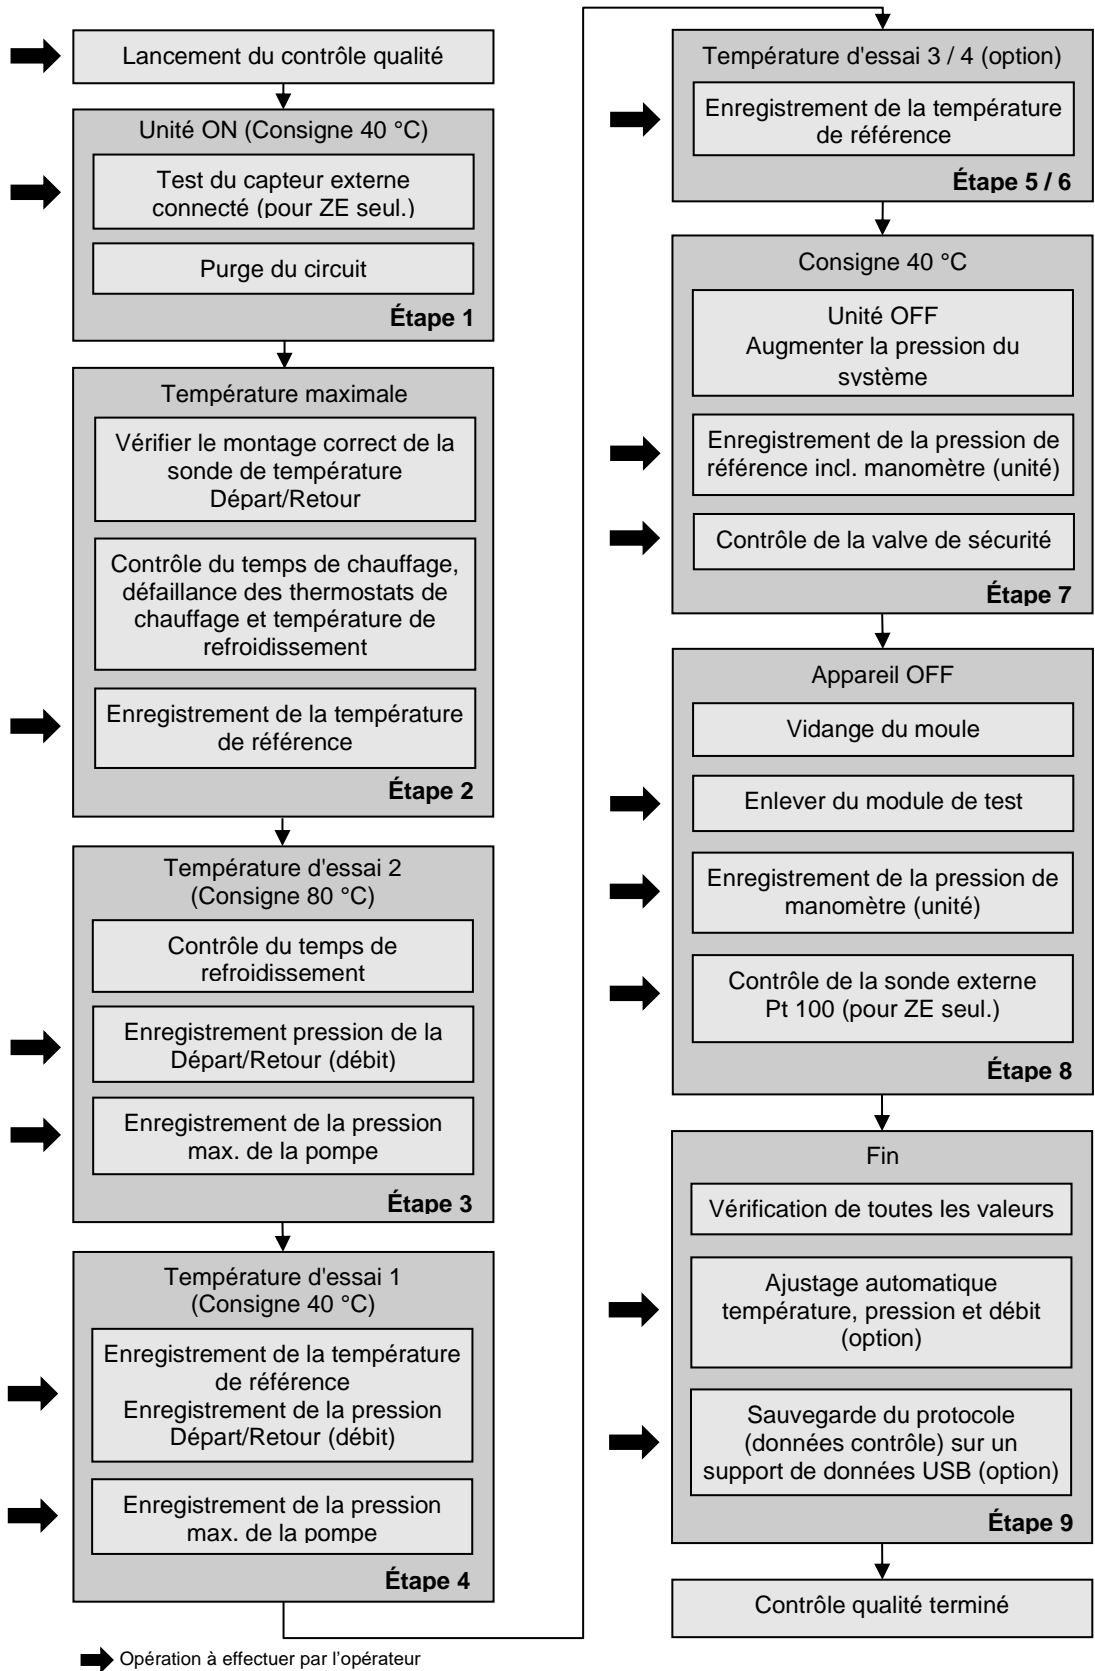 Lancement du contrôle qualité
Unité ON (Consigne 40 °C)
Test du capteur externe
connecté (pour ZE seul.)
Purge du circuit
Étape 1
Température maximale
Vérifier le montage correct de la
sonde de température
Départ/Retour
Contrôle du temps de chauffage,
défaillance des thermostats de
chauffage et température de
refroidissement
Enregistrement de la température
de référence
Étape 2
Température d'essai 2
(Consigne 80 °C)
Contrôle du temps de
refroidissement
Enregistrement pression de la
Départ/Retour (débit)
Enregistrement de la pression
max. de la pompe
Étape 3
Température d'essai 1
(Consigne 40 °C)
Enregistrement de la température
de référence
Enregistrement de la pression
Départ/Retour (débit)
Enregistrement de la pression
max. de la pompe
Étape 4
Température d'essai 3 / 4 (option)
Enregistrement de la température
de référence
Étape 5 / 6
Consigne 40 °C
Unité OFF
Augmenter la pression du
système
Enregistrement de la pression de
référence incl. manomètre (unité)
Contrôle de la valve de sécurité
Étape 7
Appareil OFF
Vidange du moule
Enlever du module de test
Enregistrement de la pression de
manomètre (unité)
Contrôle de la sonde externe
Pt 100 (pour ZE seul.)
Étape 8
Fin
Vérification de toutes les valeurs
Ajustage automatique
température, pression et débit
(option)
Sauvegarde du protocole
(données contrôle) sur un
support de données USB (option)
Étape 9
Contrôle qualité terminé
Opération à effectuer par l'opérateur